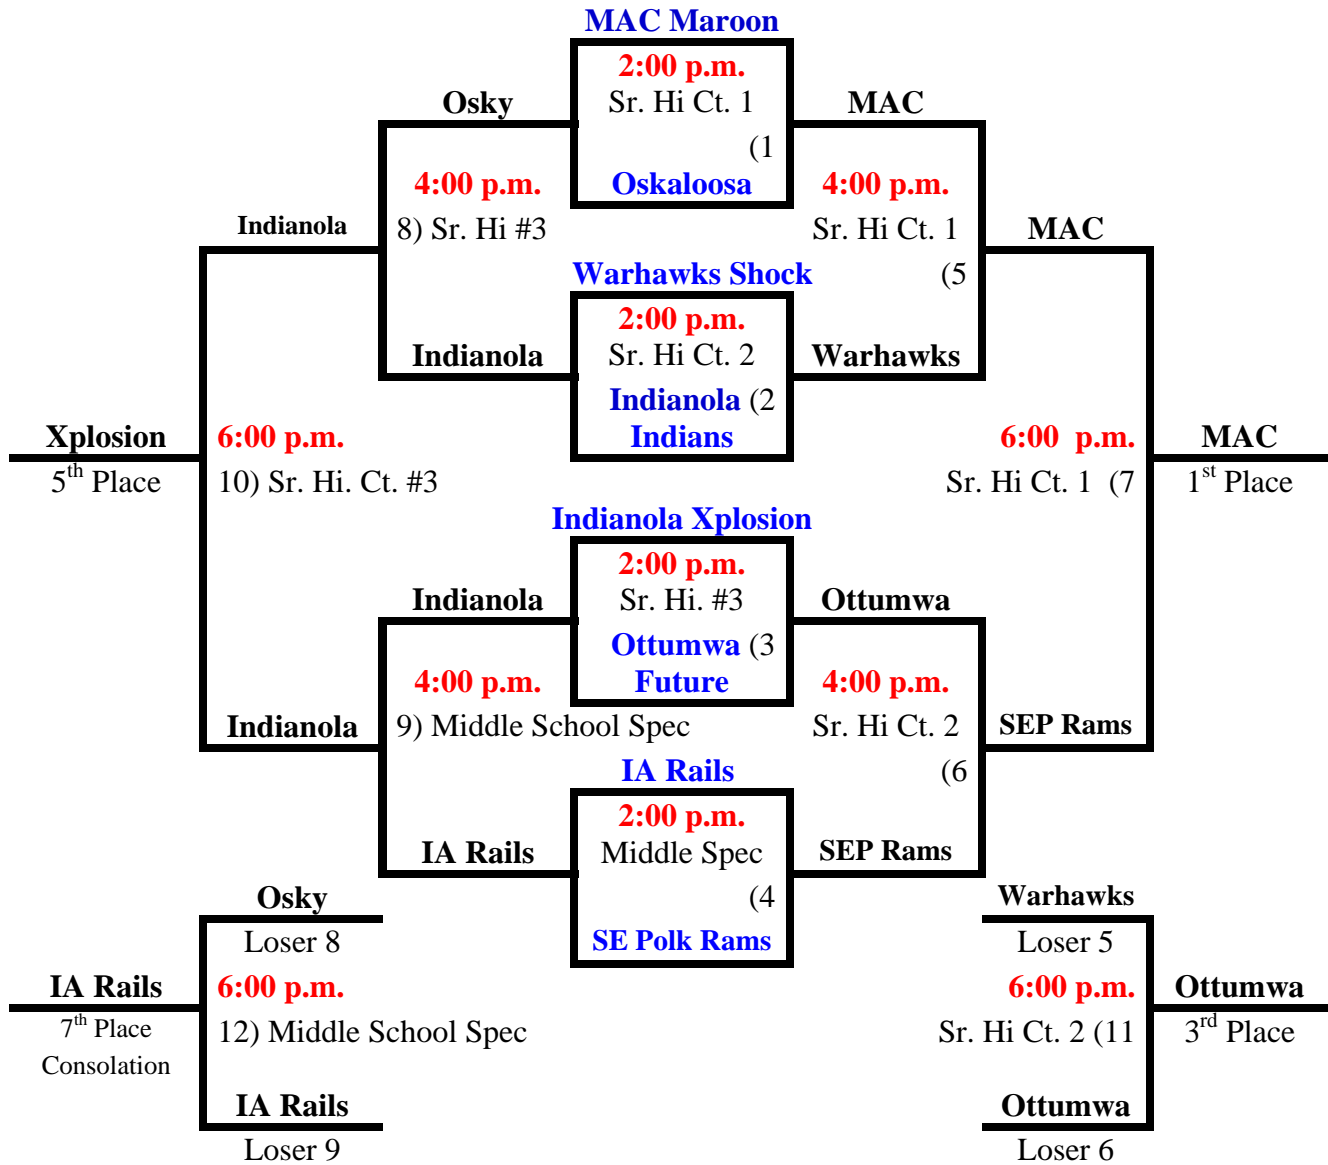 MAC Maroon
2:00 p.m.
Osky Sr. Hi Ct. 1 MAC
(1
4:00 p.m. Oskaloosa 4:00 p.m.
Indianola 8) Sr. Hi #3 Sr. Hi Ct. 1 MAC
Warhawks Shock (5
2:00 p.m.
Indianola Sr. Hi Ct. 2 Warhawks
Indianola (2
Xplosion 6:00 p.m. Indians 6:00 p.m. MAC
5th Place 10) Sr. Hi. Ct. #3 Sr. Hi Ct. 1 (7 1st Place
Indianola Xplosion
2:00 p.m.
Indianola Sr. Hi. #3 Ottumwa
Ottumwa (3
4:00 p.m. Future 4:00 p.m.
Indianola 9) Middle School Spec Sr. Hi Ct. 2 SEP Rams
IA Rails (6
2:00 p.m.
IA Rails Middle Spec SEP Rams
Osky (4 Warhawks
Loser 8 SE Polk Rams Loser 5
IA Rails 6:00 p.m. 6:00 p.m. Ottumwa
7th Place 12) Middle School Spec Sr. Hi Ct. 2 (11 3rd Place
Consolation
IA Rails Ottumwa
Loser 9 Loser 6